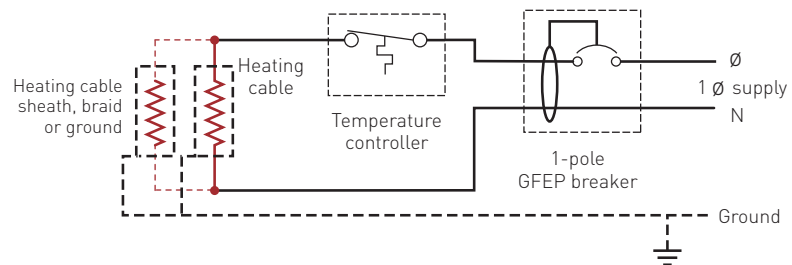 Heating cable
sheath, braid
or ground
Heating
cable
Temperature
controller
1-pole
GFEP breaker
Ø
1 Ø supply
N
Ground